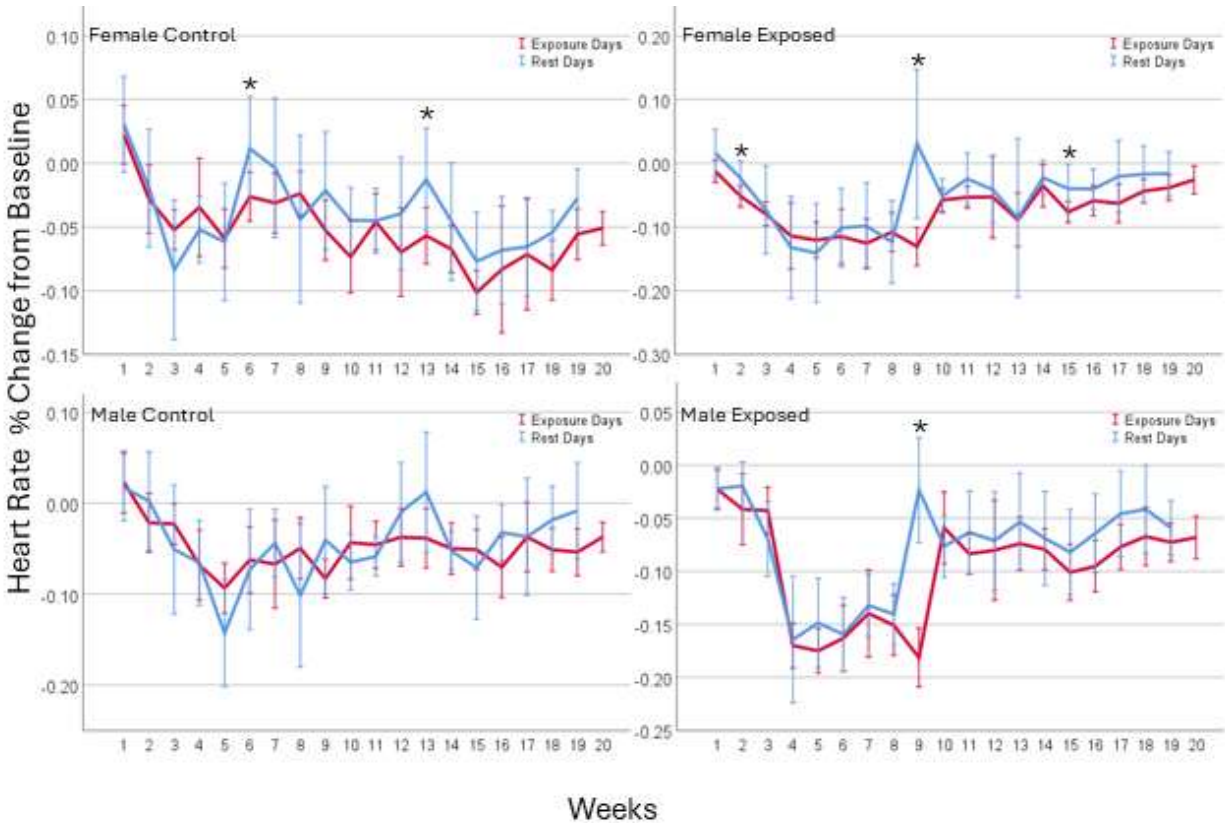 Heart Rate % Change from Baseline
Female Control
Exposure Days
Rest Days
0.10
0.05
0.00
-0.05
-0.10
-0.15
*
*
1 2 3 4 5 6 7 8 9 10 11 12 13 14 15 16 17 18 19 20
Female Exposed
Exposure Days
Rest Days
0.20
0.10
0.00
-0.10
-0.20
-0.30
*
*
*
1 2 3 4 5 6 7 8 9 10 11 12 13 14 15 16 17 18 19 20
Male Control
Exposure Days
Rest Days
0.10
0.00
-0.10
-0.20
1 2 3 4 5 6 7 8 9 10 11 12 13 14 15 16 17 18 19 20
Male Exposed
Exposure Days
Rest Days
0.05
0.00
-0.05
-0.10
-0.15
-0.20
-0.25
*
1 2 3 4 5 6 7 8 9 10 11 12 13 14 15 16 17 18 19 20
Weeks